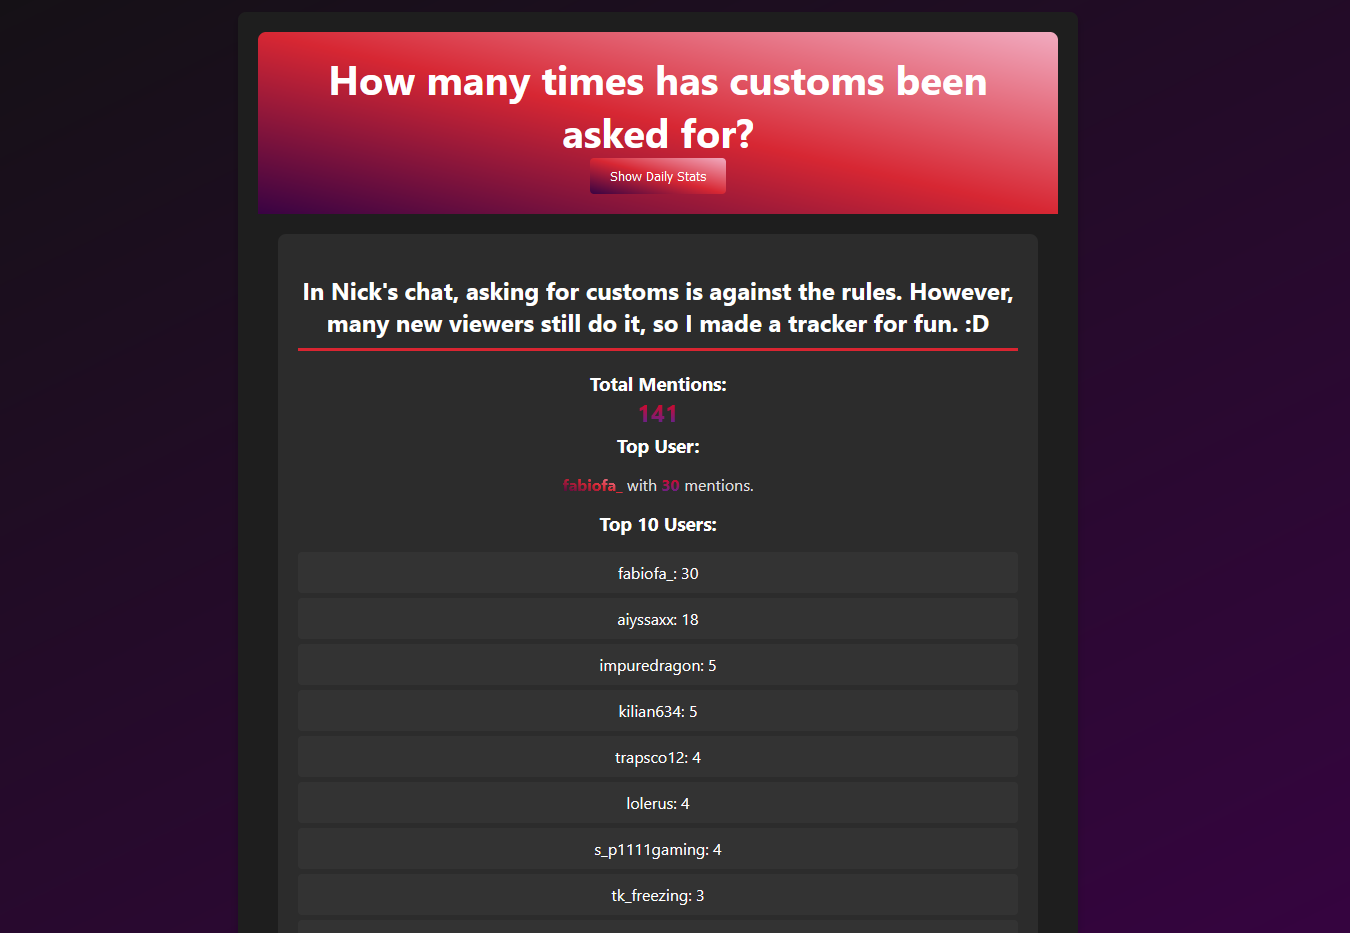 How many times has customs been
asked for?
Show Daily Stats
In Nick's chat, asking for customs is against the rules. However,
many new viewers still do it, so I made a tracker for fun. :D
Total Mentions:
141
Top User:
fabiofa_ with 30 mentions.
Top 10 Users:
fabiofa_: 30
aiyssaxx: 18
impuredragon: 5
kilian634: 5
trapsco12: 4
lolerus: 4
s_p1111gaming: 4
tk_freezing: 3